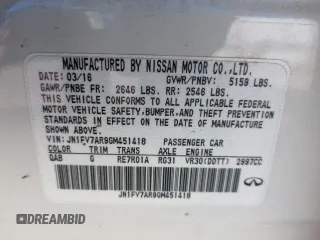 MANUFACTURED BY NISSAN MOTOR CO.,LTD.
DATE: 03/16 GVWR/PNBV: 5159 LBS.
GAWR/PNBE FR: 2646 LBS. RR: 2546 LBS.
THIS VEHICLE CONFORMS TO ALL APPLICABLE FEDERAL
MOTOR VEHICLE SAFETY,BUMPER,AND THEFT PREVENTION
STANDARDS IN EFFECT ON THE DATE OF MANUFACTURE
SHOWN ABOVE.
VIN: JN1FV7AR9GM451418 PASSENGER CAR
COLOR TRIM TRANS AXLE ENGINE
QAB G RE7R01A RG31 VR30(DDTT) 2997CC
INFINITI
JN1FV7AR9GM451418
DREAMBID